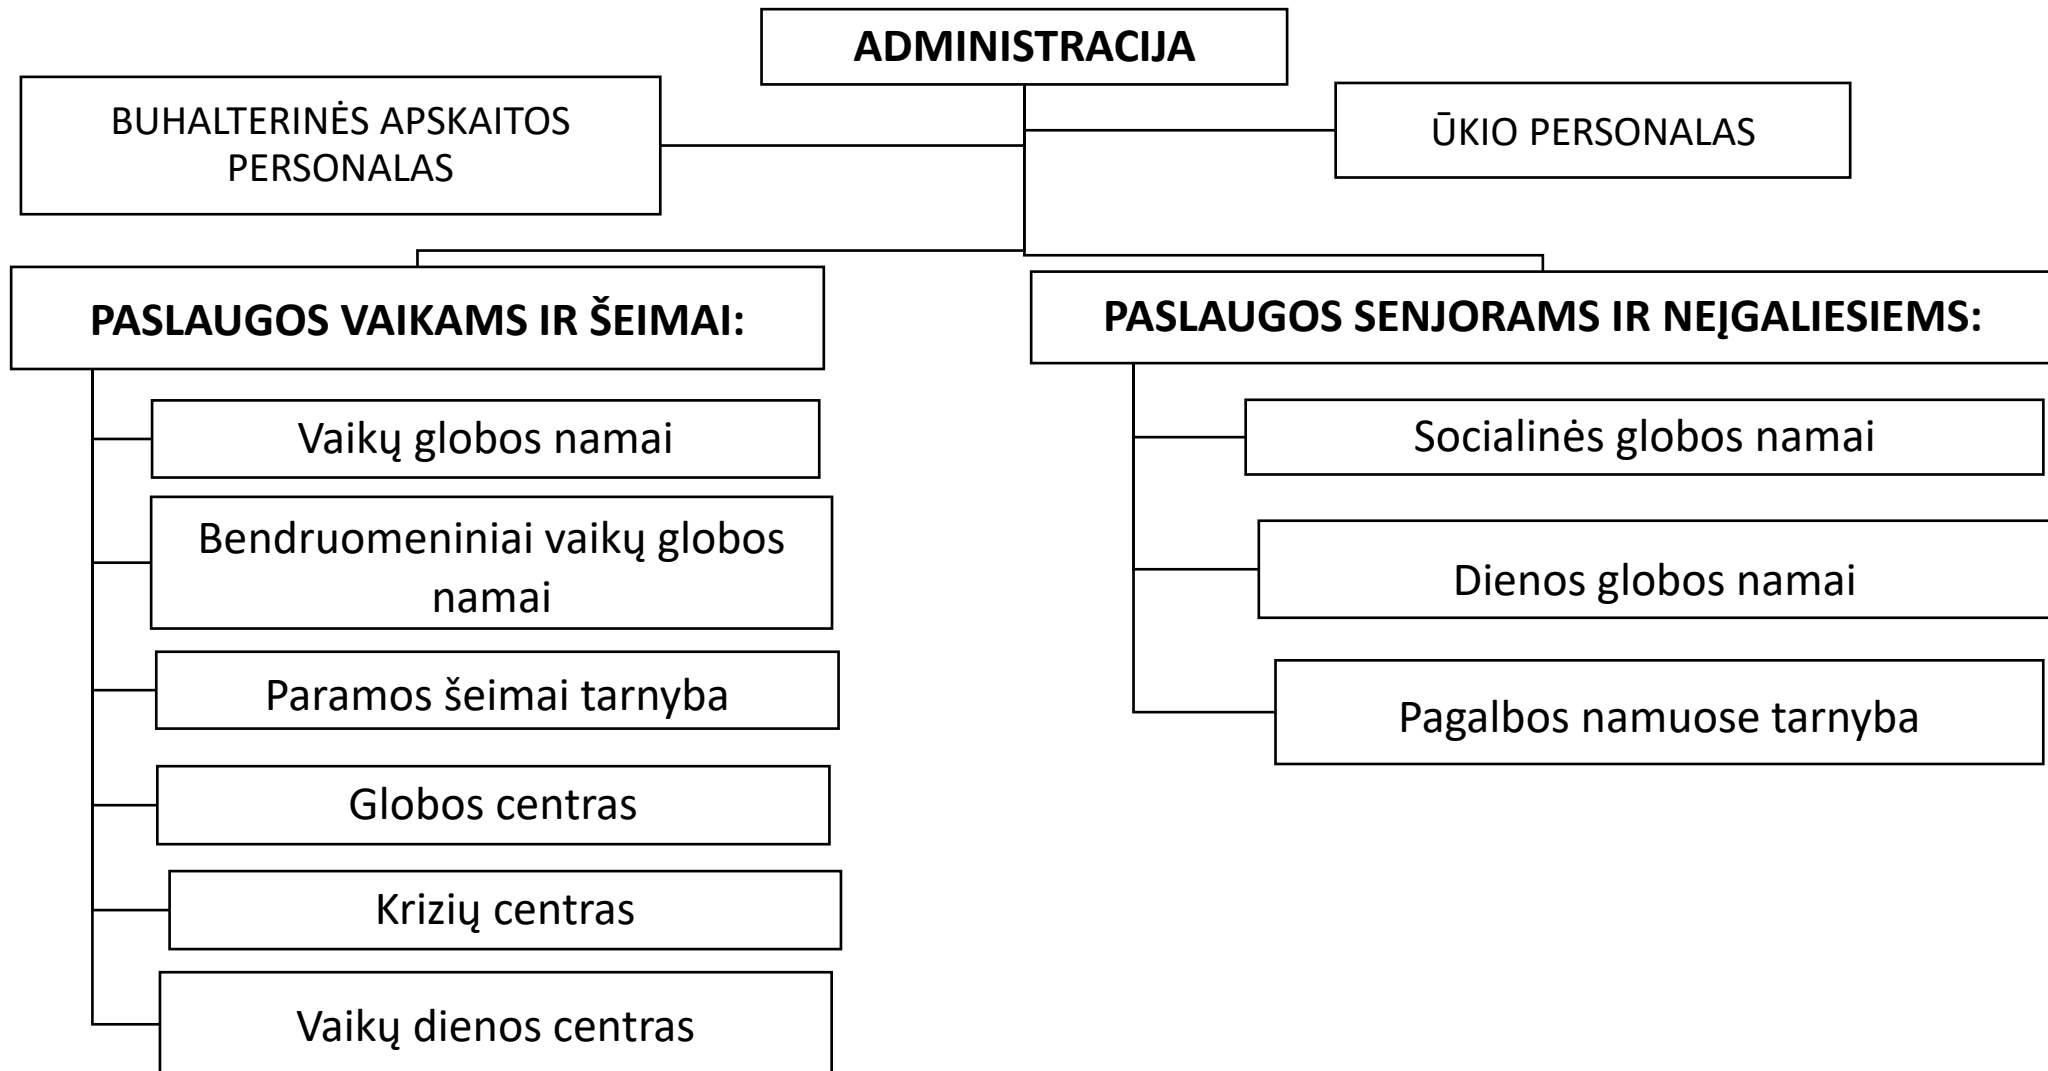 ADMINISTRACIJA
BUHALTERINĖS APSKAITOS
PERSONALAS
ŪKIO PERSONALAS
PASLAUGOS VAIKAMS IR ŠEIMAI:
Vaikų globos namai
Bendruomeniniai vaikų globos
namai
Paramos šeimai tarnyba
Globos centras
Krizių centras
Vaikų dienos centras
PASLAUGOS SENJORAMS IR NEĮGALIESIEMS:
Socialinės globos namai
Dienos globos namai
Pagalbos namuose tarnyba